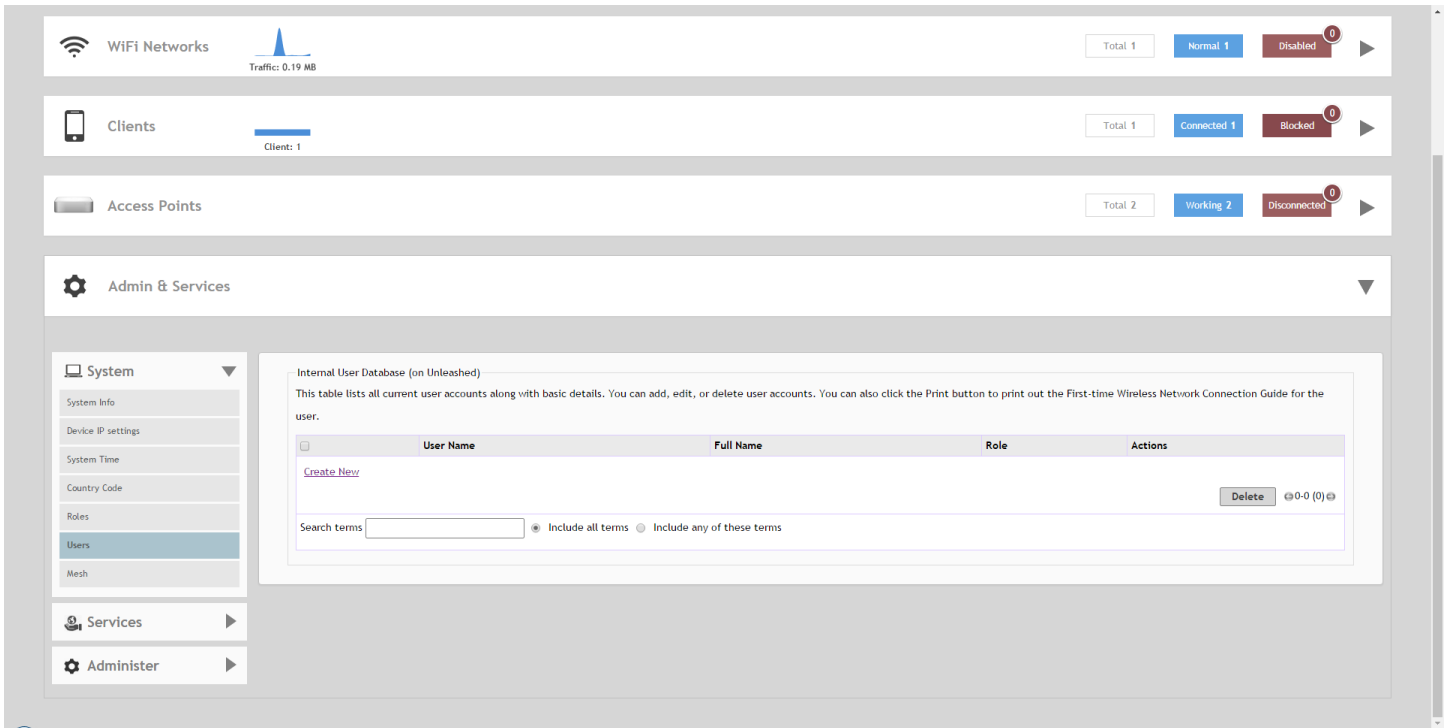 WiFi Networks
Traffic: 0.19 MB
Total 1
Normal 1
Disabled
0
Clients
Client: 1
Total 1
Connected 1
Blocked
0
Access Points
Total 2
Working 2
Disconnected
0
Admin & Services
System
System Info
Device IP settings
System Time
Country Code
Roles
Users
Mesh
Services
Administer
Internal User Database (on Unleashed)
This table lists all current user accounts along with basic details. You can add, edit, or delete user accounts. You can also click the Print button to print out the First-time Wireless Network Connection Guide for the
user.
User Name Full Name Role Actions
Create New
Delete 0-0 (0)
Search terms Include all terms Include any of these terms